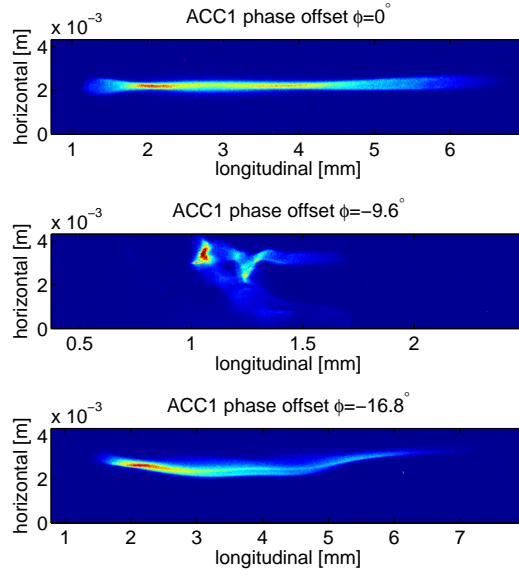 ACC1 phase offset ϕ=0°
x 10⁻³
horizontal [m]
4
2
0
1 2 3 4 5 6
longitudinal [mm]
ACC1 phase offset ϕ=−9.6°
x 10⁻³
horizontal [m]
4
2
0
0.5 1 1.5 2
longitudinal [mm]
ACC1 phase offset ϕ=−16.8°
x 10⁻³
horizontal [m]
4
2
0
1 2 3 4 5 6 7
longitudinal [mm]